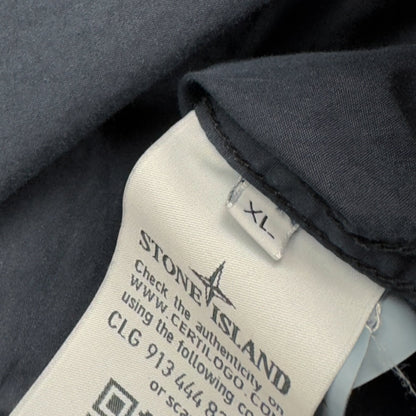 XL
STONE ISLAND
Check the authenticity on
WWW.CERTILOGO.CO
using the following co
CLG 913 444 8
or sca